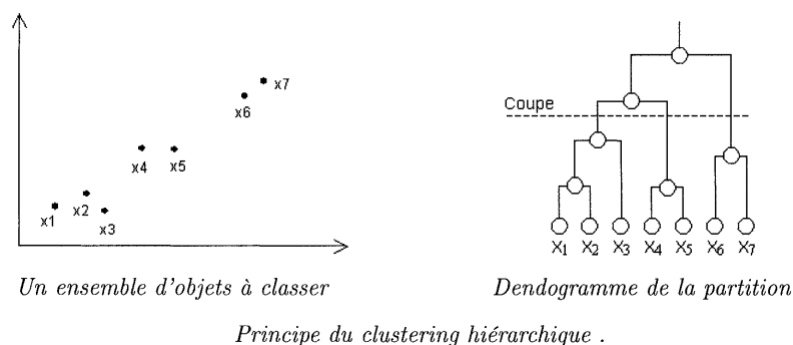 x7
x6
x4
x5
x1
x2
x3
Coupe
X1 X2 X3 X4 X5 X6 X7
Un ensemble d'objets à classer
Dendogramme de la partition
Principe du clustering hiérarchique .